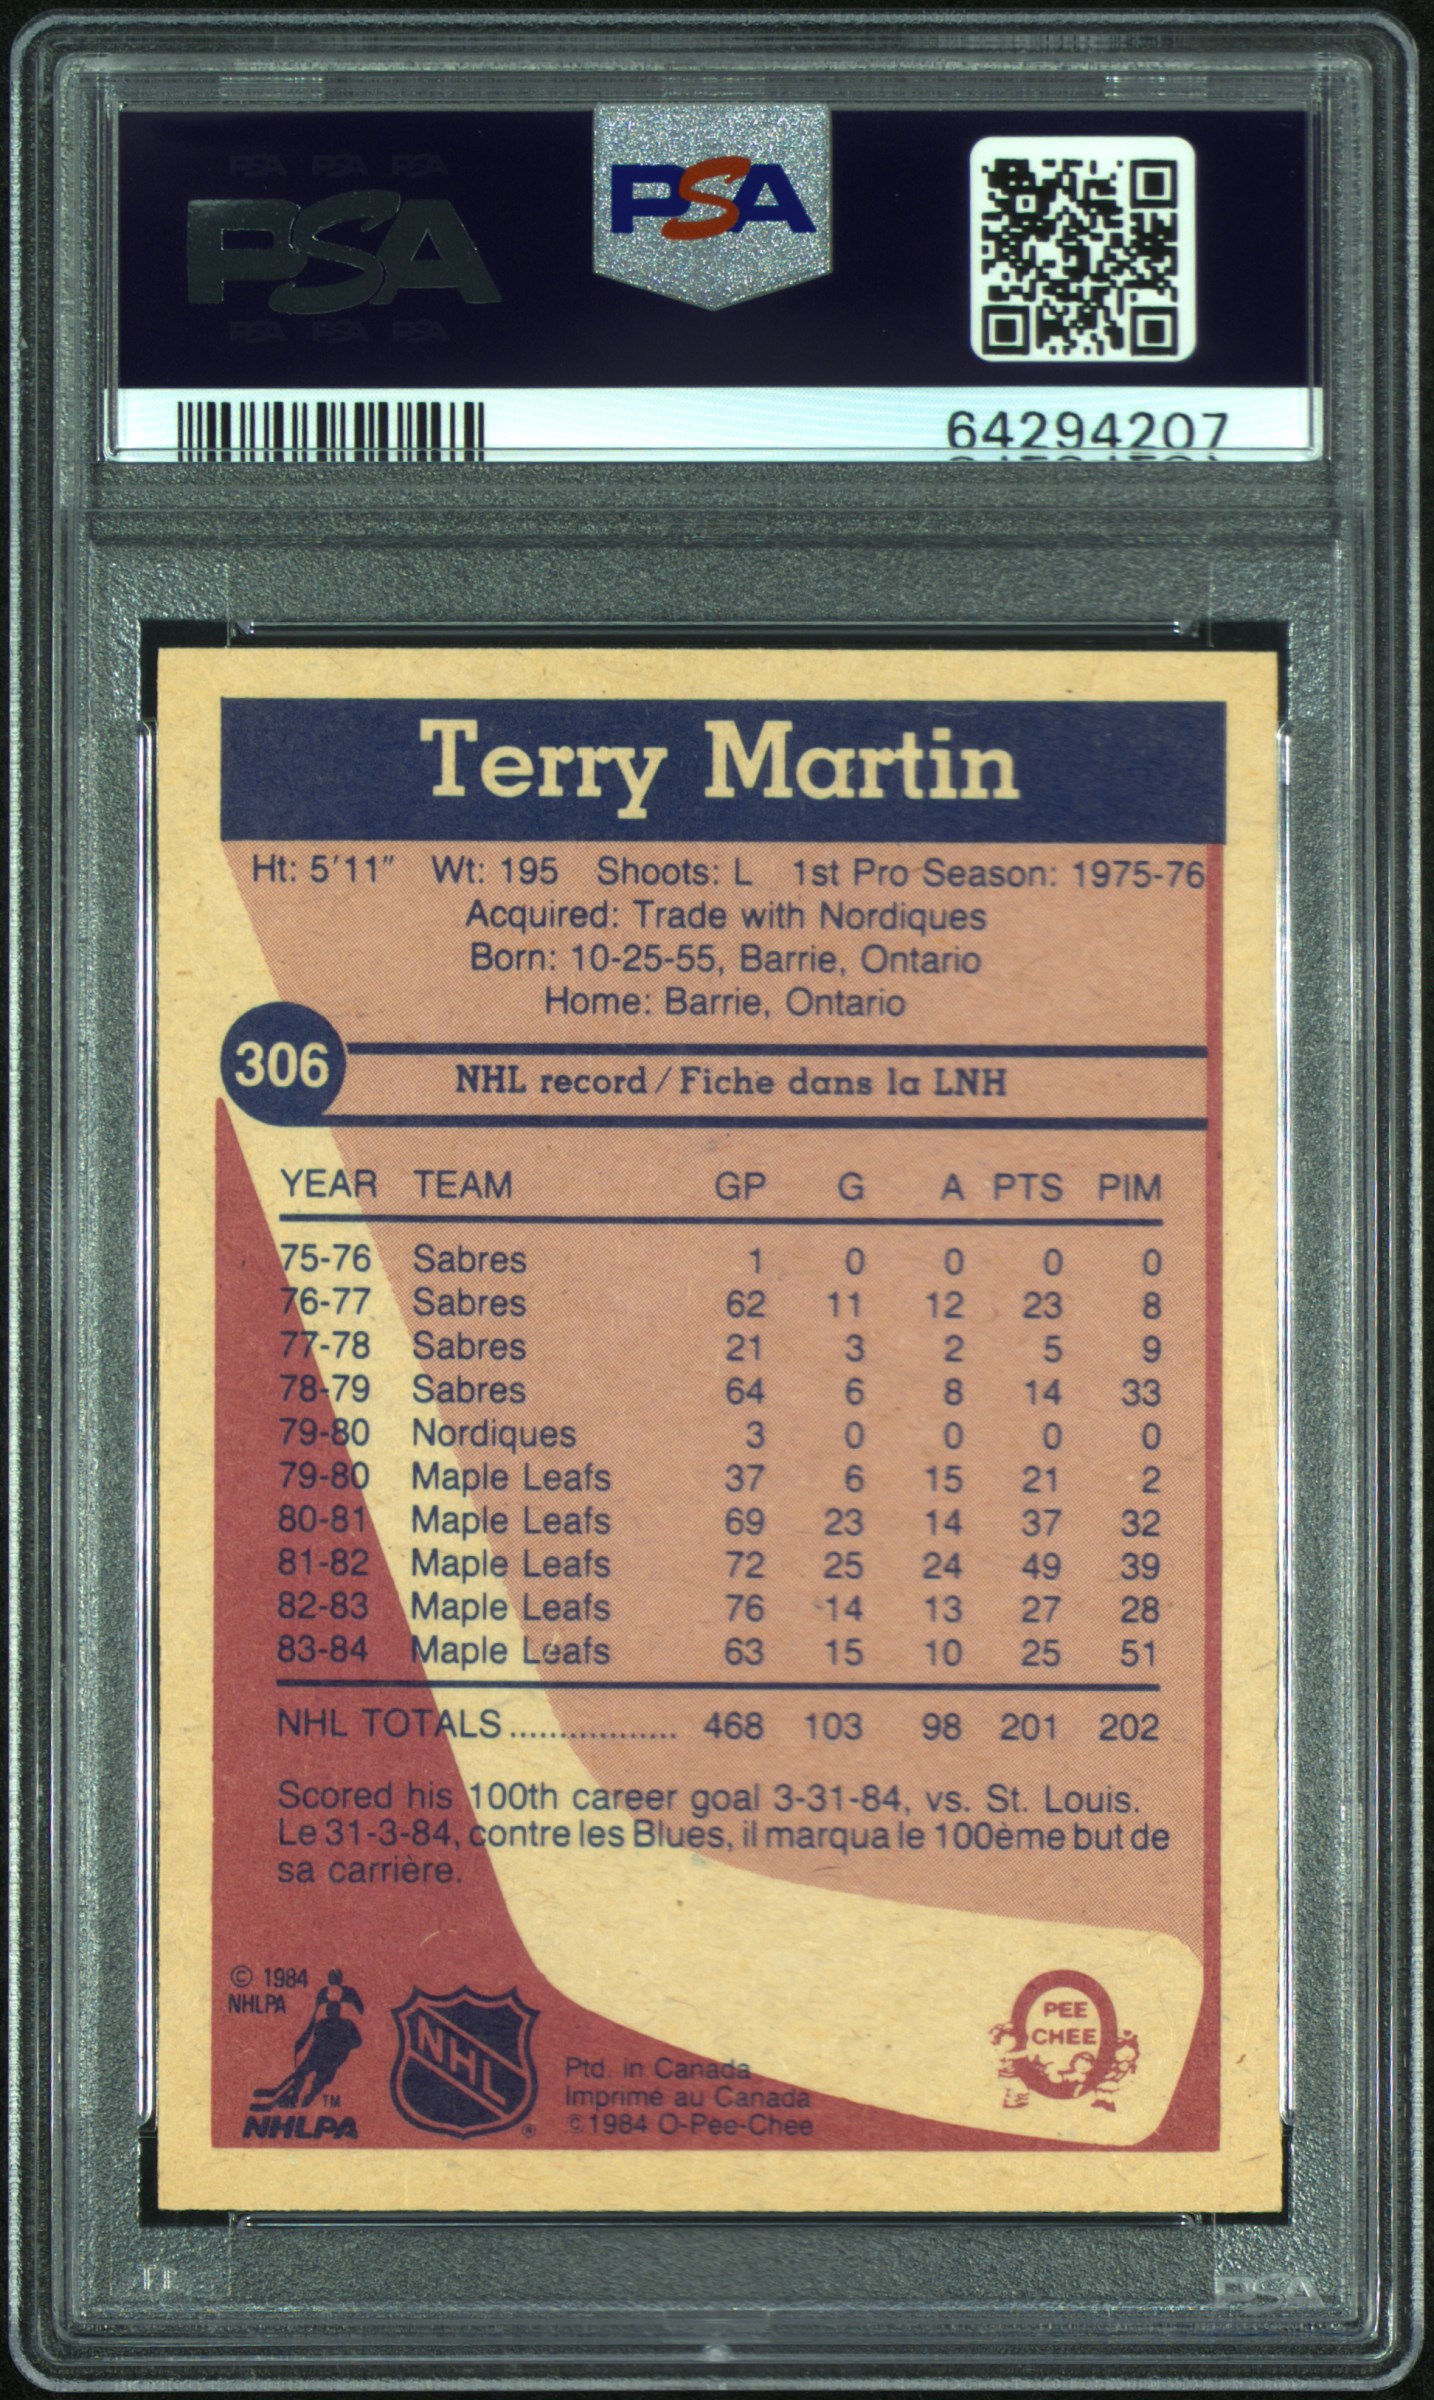 PSA PSA PSA
PSA
PSA PSA PSA
PSA
64294207
Terry Martin
Ht: 5'11" Wt: 195 Shoots: L 1st Pro Season: 1975-76
Acquired: Trade with Nordiques
Born: 10-25-55, Barrie, Ontario
Home: Barrie, Ontario
306
NHL record / Fiche dans la LNH
YEAR TEAM GP G A PTS PIM
75-76 Sabres 1 0 0 0 0
76-77 Sabres 62 11 12 23 8
77-78 Sabres 21 3 2 5 9
78-79 Sabres 64 6 8 14 33
79-80 Nordiques 3 0 0 0 0
79-80 Maple Leafs 37 6 15 21 2
80-81 Maple Leafs 69 23 14 37 32
81-82 Maple Leafs 72 25 24 49 39
82-83 Maple Leafs 76 14 13 27 28
83-84 Maple Leafs 63 15 10 25 51
NHL TOTALS................. 468 103 98 201 202
Scored his 100th career goal 3-31-84, vs. St. Louis.
Le 31-3-84, contre les Blues, il marqua le 100ème but de
sa carrière.
© 1984
NHLPA
TM
NHLPA
NHL
®
Ptd. in Canada
Imprimé au Canada
©1984 O-Pee-Chee
PEE
CHEE
PSA